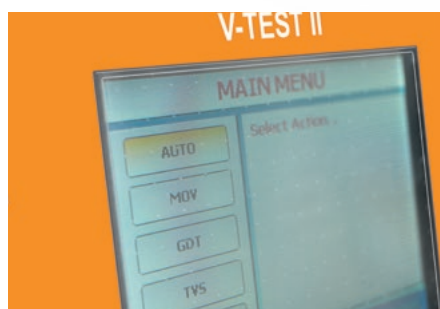 V-TEST II
MAIN MENU
Select Action
AUTO
MOV
GDT
TVS